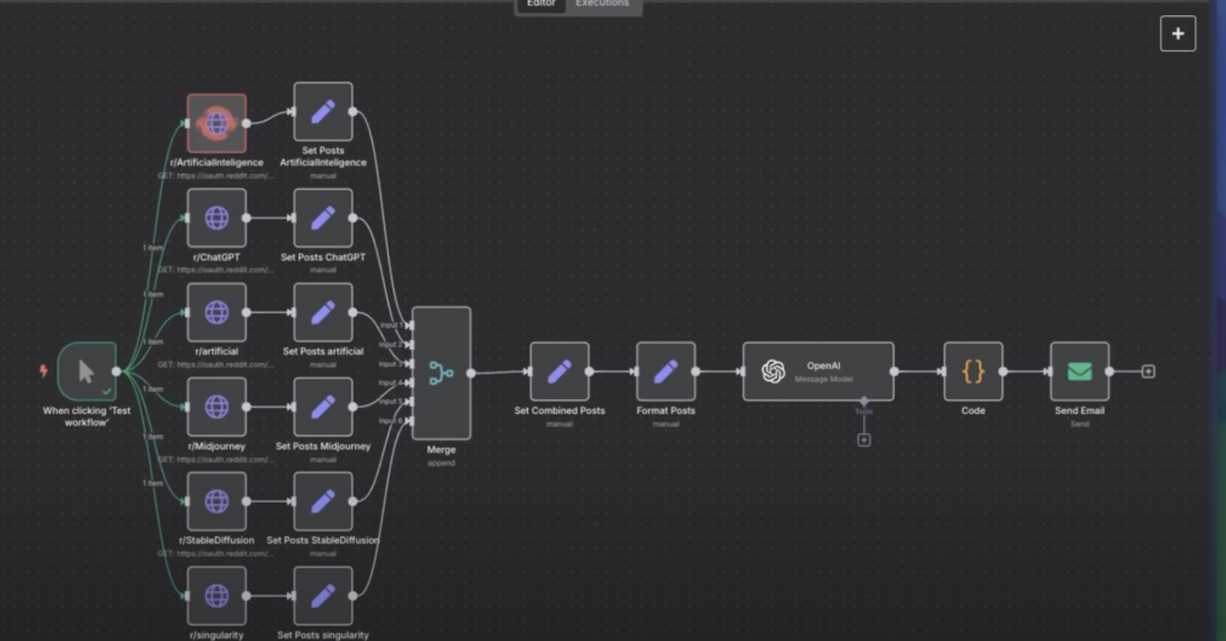 Editor Executions
r/ArtificialInteligence
GET: https://oauth.reddit.com/...
Set Posts
ArtificialInteligence
manual
1 item
r/ChatGPT
GET: https://oauth.reddit.com/...
Set Posts ChatGPT
manual
1 item
r/artificial
GET: https://oauth.reddit.com/...
Set Posts artificial
manual
1 item
r/Midjourney
GET: https://oauth.reddit.com/...
Set Posts Midjourney
manual
1 item
r/StableDiffusion
GET: https://oauth.reddit.com/...
Set Posts StableDiffusion
manual
1 item
r/singularity
Set Posts singularity
1 item
When clicking 'Test
workflow'
Input 1
Input 2
Input 3
Input 4
Input 5
Input 6
Merge
append
Set Combined Posts
manual
Format Posts
manual
OpenAI
Message Model
Tools
{}
Code
Send Email
Send